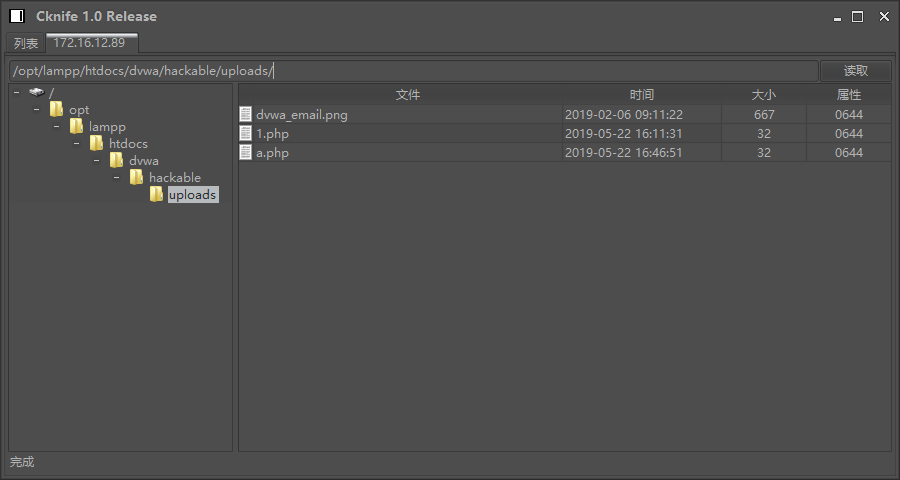 Cknife 1.0 Release
列表 172.16.12.89
/opt/lampp/htdocs/dvwa/hackable/uploads/ 读取
/
opt
lampp
htdocs
dvwa
hackable
uploads
文件 时间 大小 属性
dvwa_email.png 2019-02-06 09:11:22 667 0644
1.php 2019-05-22 16:11:31 32 0644
a.php 2019-05-22 16:46:51 32 0644
完成